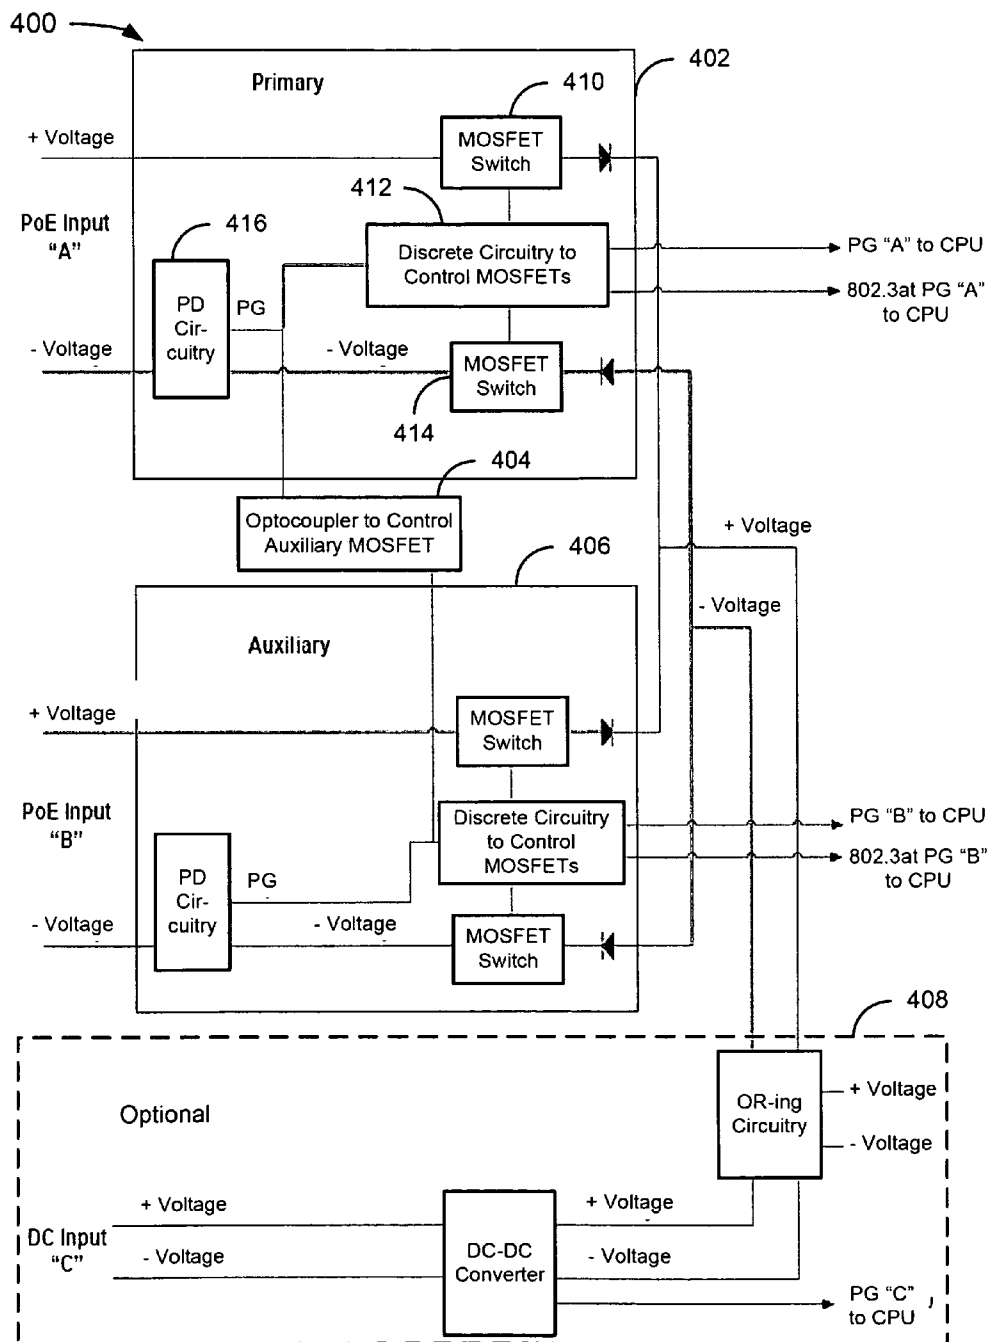 400
402
Primary
410
+ Voltage
MOSFET
Switch
412
PoE Input
"A"
416
Discrete Circuitry to
Control MOSFETs
PG "A" to CPU
802.3at PG "A"
to CPU
PD
Cir-
cuitry
PG
- Voltage
- Voltage
MOSFET
Switch
414
404
Optocoupler to Control
Auxiliary MOSFET
+ Voltage
406
- Voltage
Auxiliary
+ Voltage
MOSFET
Switch
PoE Input
"B"
Discrete Circuitry
to Control
MOSFETs
PG "B" to CPU
802.3at PG "B"
to CPU
PD
Cir-
cuitry
PG
- Voltage
- Voltage
MOSFET
Switch
408
Optional
OR-ing
Circuitry
+ Voltage
- Voltage
DC Input
"C"
+ Voltage
- Voltage
DC-DC
Converter
+ Voltage
- Voltage
PG "C"
to CPU